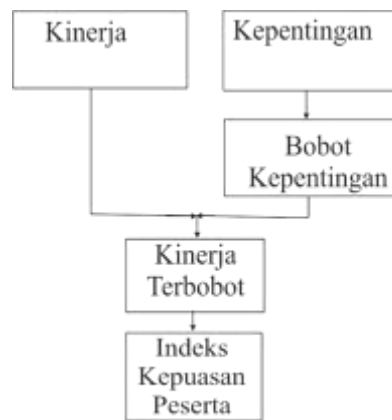 Kinerja
Kepentingan
Bobot
Kepentingan
Kinerja
Terbobot
Indeks
Kepuasan
Peserta